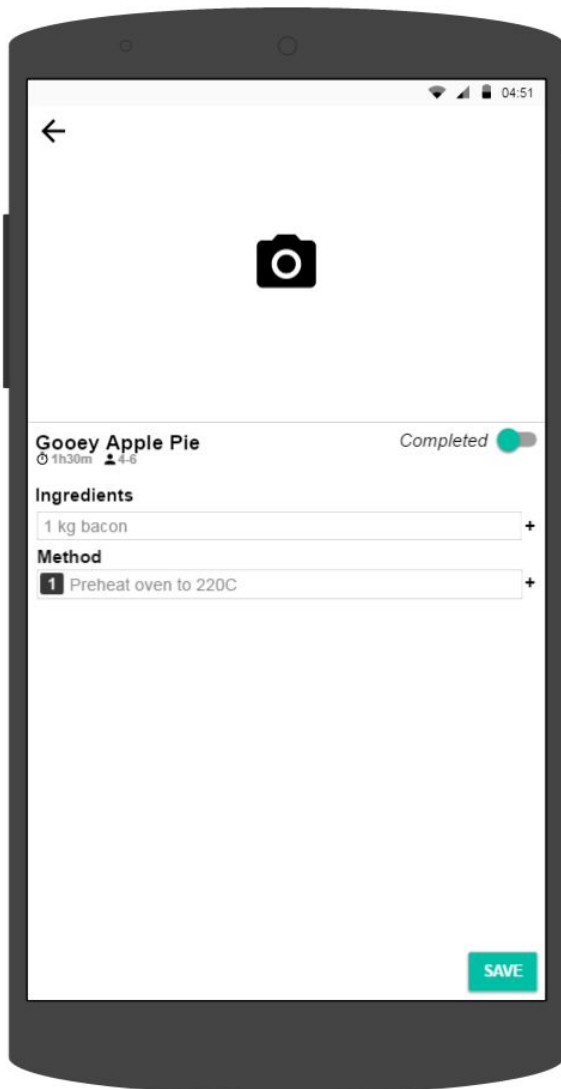 04:51
Gooey Apple Pie
Completed
1h30m 4-6
Ingredients
1 kg bacon
+
Method
1 Preheat oven to 220C
+
SAVE